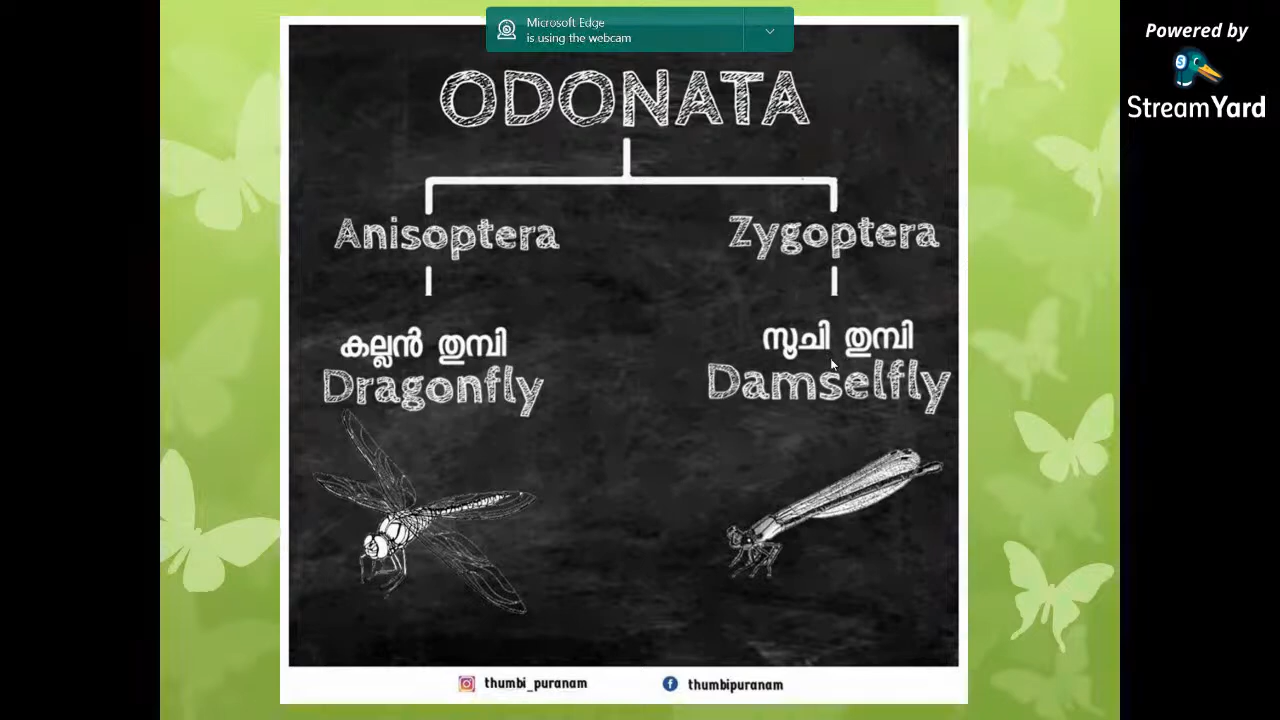 Microsoft Edge
is using the webcam
Powered by
StreamYard
ODONATA
Anisoptera
Zygoptera
കല്ലൻ തുമ്പി
സൂചി തുമ്പി
Dragonfly
Damselfly
thumbi_puranam
thumbipuranam